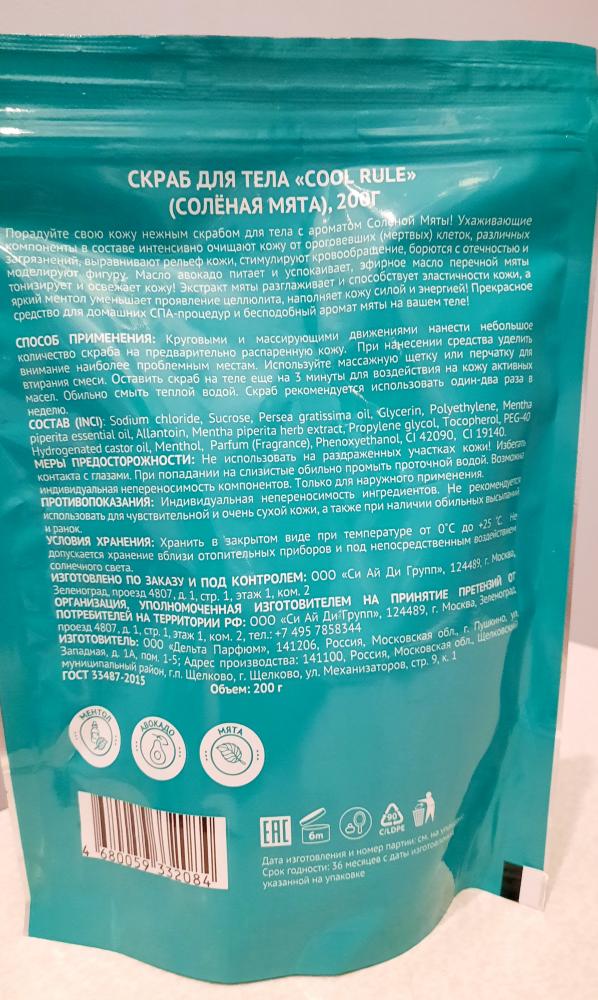 СКРАБ ДЛЯ ТЕЛА «COOL RULE»
(СОЛЁНАЯ МЯТА), 200Г
Порадуйте свою кожу нежным скрабом для тела с ароматом Соленой Мяты! Ухаживающие
компоненты в составе интенсивно очищают кожу от ороговевших (мертвых) клеток, различных
загрязнений, выравнивают рельеф кожи, стимулируют кровообращение, борются с отечностью и
моделируют фигуру. Масло авокадо питает и успокаивает, эфирное масло перечной мяты
тонизирует и освежает кожу! Экстракт мяты разглаживает и способствует эластичности кожи, а
яркий ментол уменьшает проявление целлюлита, наполняет кожу силой и энергией! Прекрасное
средство для домашних СПА-процедур и бесподобный аромат мяты на вашем теле!
СПОСОБ ПРИМЕНЕНИЯ: Круговыми и массирующими движениями нанести небольшое
количество скраба на предварительно распаренную кожу. При нанесении средства уделить
внимание наиболее проблемным местам. Используйте массажную щетку или перчатку для
втирания смеси. Оставить скраб на теле еще на 3 минуты для воздействия на кожу активных
масел. Обильно смыть теплой водой. Скраб рекомендуется использовать один-два раза в
неделю.
СОСТАВ (INCI): Sodium chloride, Sucrose, Persea gratissima oil, Glycerin, Polyethylene, Mentha
piperita essential oil, Allantoin, Mentha piperita herb extract, Propylene glycol, Tocopherol, PEG-40
Hydrogenated castor oil, Menthol, Parfum (Fragrance), Phenoxyethanol, CI 42090, CI 19140.
МЕРЫ ПРЕДОСТОРОЖНОСТИ: Не использовать на раздраженных участках кожи! Избегать
контакта с глазами. При попадании на слизистые обильно промыть проточной водой. Возможна
индивидуальная непереносимость компонентов. Только для наружного применения.
ПРОТИВОПОКАЗАНИЯ: Индивидуальная непереносимость ингредиентов. Не рекомендуется
использовать для чувствительной и очень сухой кожи, а также при наличии обильных высыпаний
и ранок.
УСЛОВИЯ ХРАНЕНИЯ: Хранить в закрытом виде при температуре от 0°С до +25 °С. Не
допускается хранение вблизи отопительных приборов и под непосредственным воздействием
солнечного света.
ИЗГОТОВЛЕНО ПО ЗАКАЗУ И ПОД КОНТРОЛЕМ: ООО «Си Ай Ди Групп», 124489, г. Москва,
Зеленоград, проезд 4807, д. 1, стр. 1, этаж 1, ком. 2
ОРГАНИЗАЦИЯ, УПОЛНОМОЧЕННАЯ ИЗГОТОВИТЕЛЕМ НА ПРИНЯТИЕ ПРЕТЕНЗИЙ ОТ
ПОТРЕБИТЕЛЕЙ НА ТЕРРИТОРИИ РФ: ООО «Си Ай Ди Групп», 124489, г. Москва, Зеленоград,
проезд 4807, д. 1, стр. 1, этаж 1, ком. 2, тел.: +7 495 7858344
ИЗГОТОВИТЕЛЬ: ООО «Дельта Парфюм», 141206, Россия, Московская обл., г. Пушкино, ул.
Западная, д. 1А, пом. 1-5; Адрес производства: 141100, Россия, Московская обл., Щелковский
муниципальный район, г.п. Щелково, г. Щелково, ул. Механизаторов, стр. 9, к. 1
ГОСТ 33487-2015
Объем: 200 г
МЕНТОЛ
АВОКАДО
МЯТА
4 680059 332084
EAC
6m
90
C/LDPE
Дата изготовления и номер партии: см. на упаковке
Срок годности: 36 месяцев с даты изготовления,
указанной на упаковке